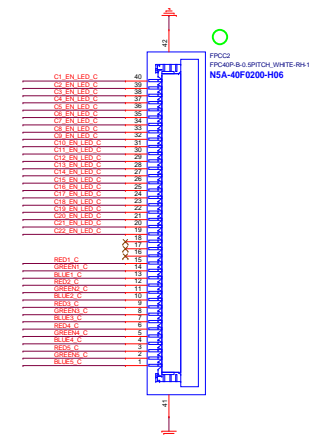 42
FPCC2
FPC40P-B-0.5PITCH_WHITE-RH-1
N5A-40F0200-H06
C1_EN_LED_C 40
C2_EN_LED_C 39
C3_EN_LED_C 38
C4_EN_LED_C 37
C5_EN_LED_C 36
C6_EN_LED_C 35
C7_EN_LED_C 34
C8_EN_LED_C 33
C9_EN_LED_C 32
C10_EN_LED_C 31
C11_EN_LED_C 30
C12_EN_LED_C 29
C13_EN_LED_C 28
C14_EN_LED_C 27
C15_EN_LED_C 26
C16_EN_LED_C 25
C17_EN_LED_C 24
C18_EN_LED_C 23
C19_EN_LED_C 22
C20_EN_LED_C 21
C21_EN_LED_C 20
C22_EN_LED_C 19
18
17
16
RED1_C 15
GREEN1_C 14
BLUE1_C 13
RED2_C 12
GREEN2_C 11
BLUE2_C 10
RED3_C 9
GREEN3_C 8
BLUE3_C 7
RED4_C 6
GREEN4_C 5
BLUE4_C 4
RED5_C 3
GREEN5_C 2
BLUE5_C 1
41